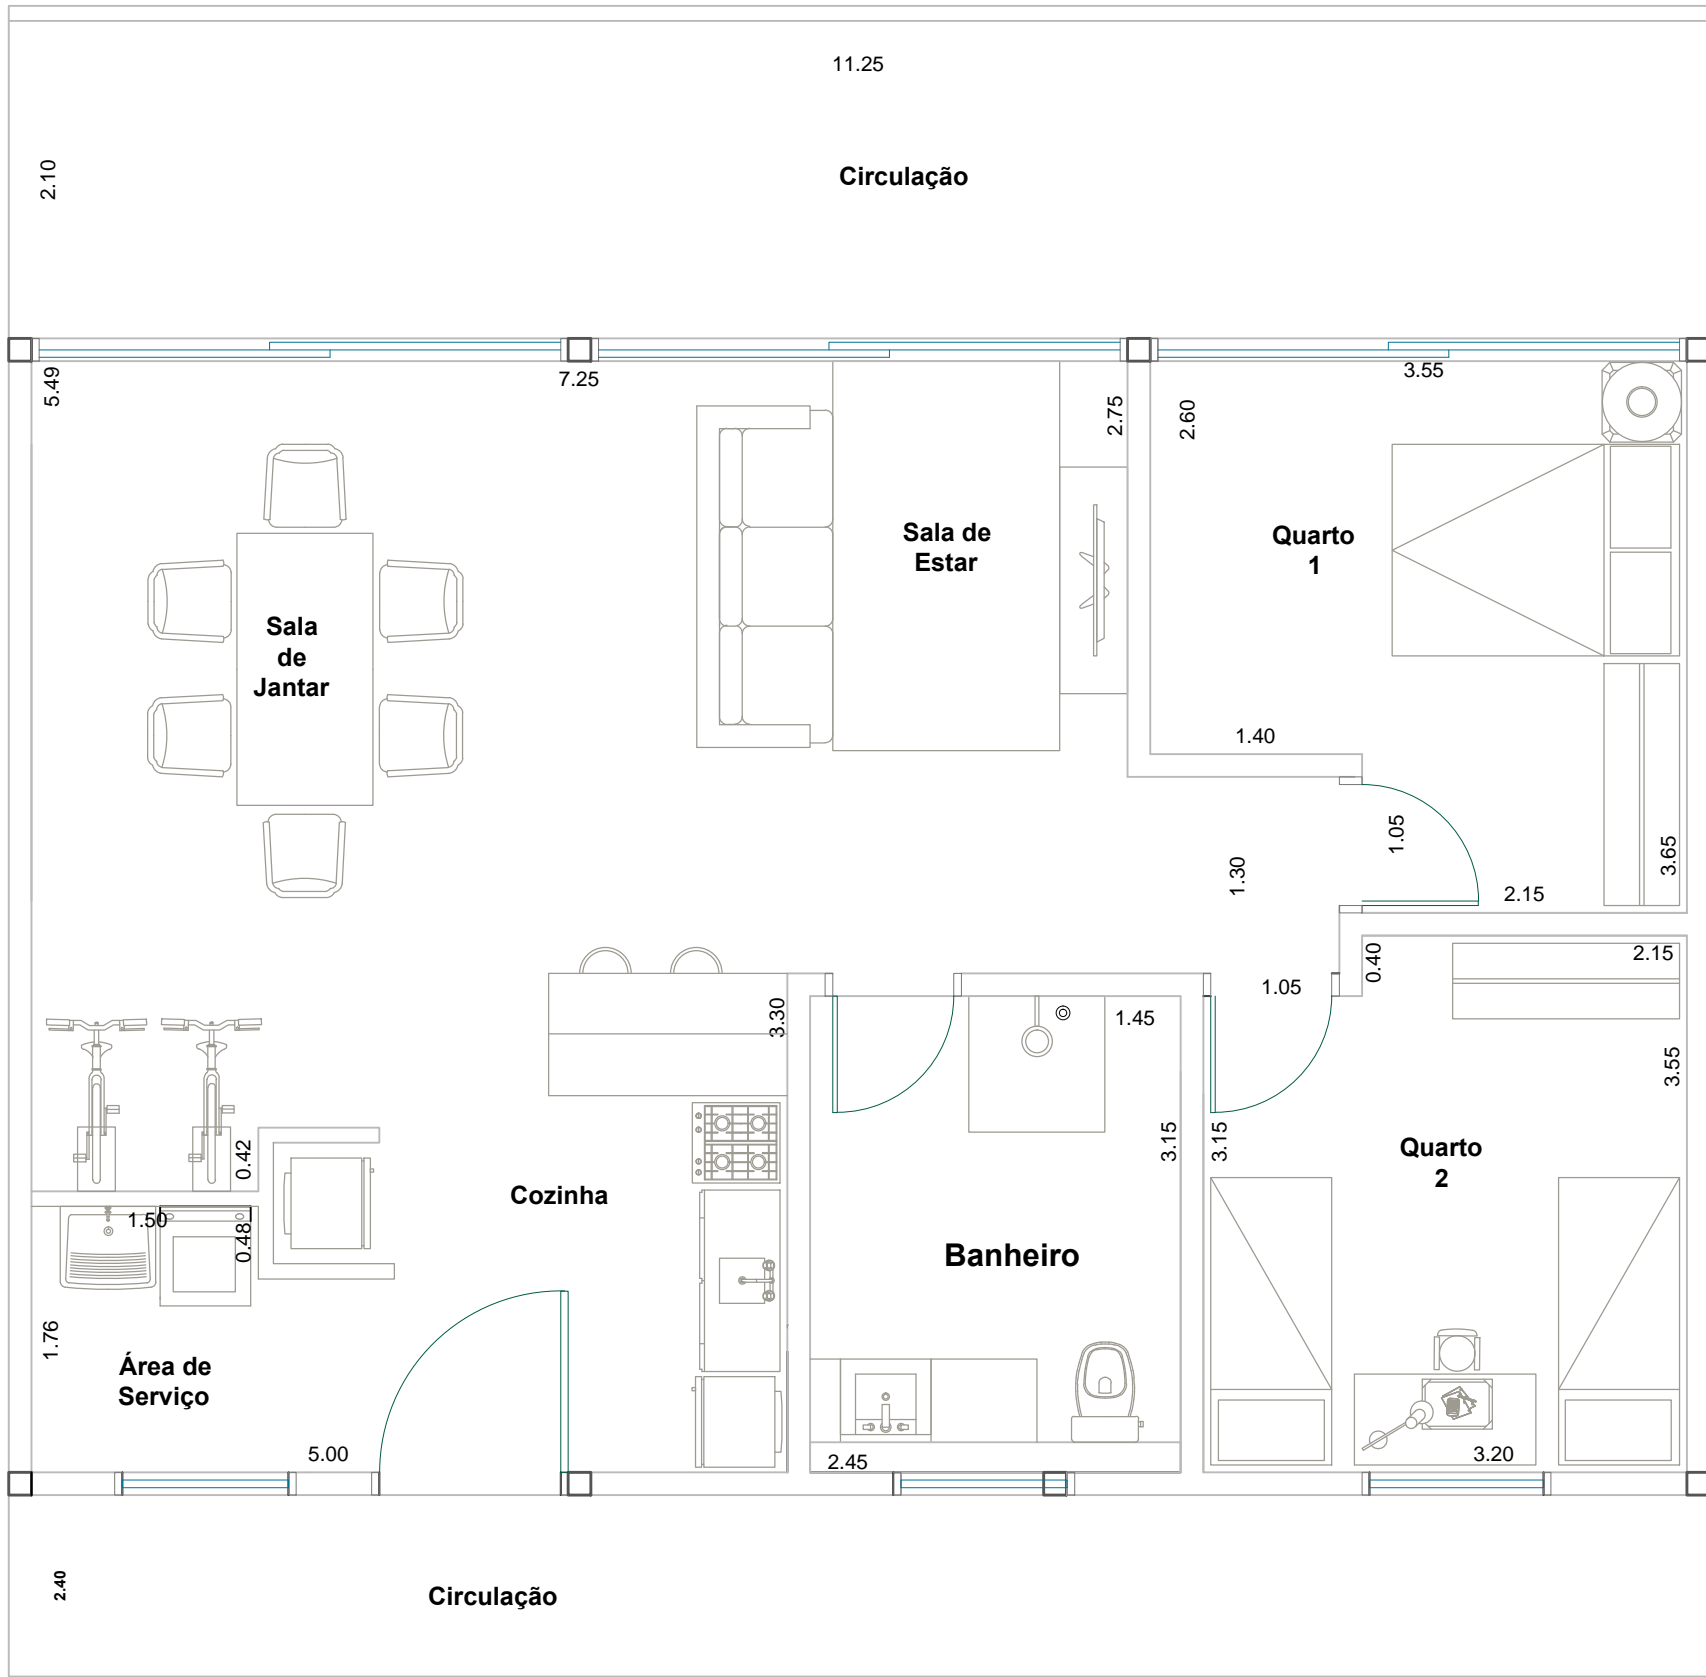 11.25
2.10
Circulação
5.49
7.25
3.55
2.75
2.60
Sala de
Estar
Quarto
1
Sala
de
Jantar
1.40
1.05
1.30
3.65
2.15
0.40
2.15
1.05
3.30
1.45
3.55
3.15
3.15
0.42
Quarto
2
Cozinha
1.50
0.48
Banheiro
1.76
Área de
Serviço
5.00
2.45
3.20
2.40
Circulação